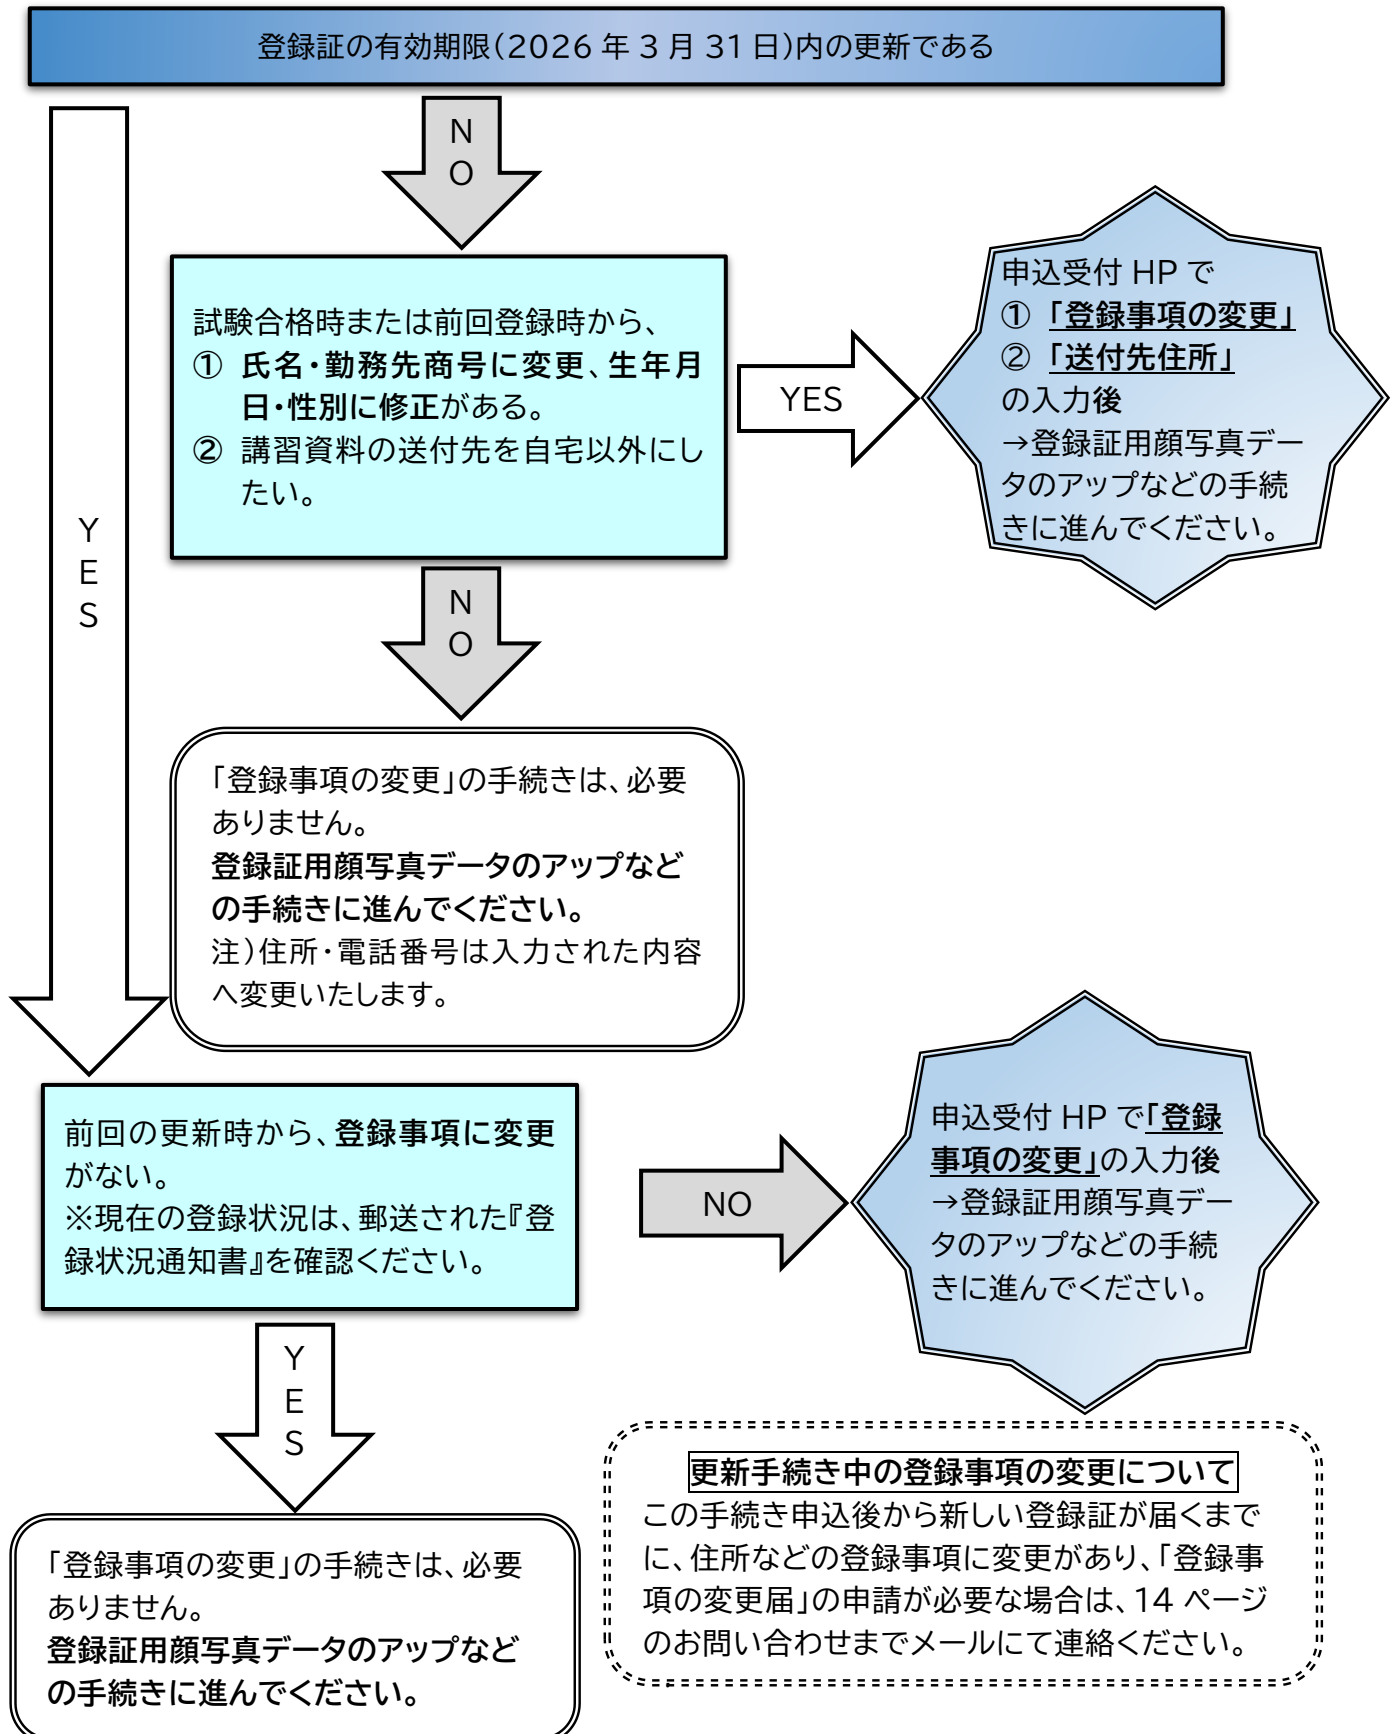 登録証の有効期限(2026年3月31日)内の更新である
N
O
試験合格時または前回登録時から、
① 氏名・勤務先商号に変更、生年月
日・性別に修正がある。
② 講習資料の送付先を自宅以外にし
たい。
YES
申込受付 HP で
① 「登録事項の変更」
② 「送付先住所」
の入力後
→登録証用顔写真デー
タのアップなどの手続
きに進んでください。
Y
E
S
N
O
「登録事項の変更」の手続きは、必要
ありません。
登録証用顔写真データのアップなど
の手続きに進んでください。
注)住所・電話番号は入力された内容
へ変更いたします。
前回の更新時から、登録事項に変更
がない。
※現在の登録状況は、郵送された『登
録状況通知書』を確認ください。
NO
申込受付 HP で「登録
事項の変更」の入力後
→登録証用顔写真デー
タのアップなどの手続
きに進んでください。
Y
E
S
「登録事項の変更」の手続きは、必要
ありません。
登録証用顔写真データのアップなど
の手続きに進んでください。
更新手続き中の登録事項の変更について
この手続き申込後から新しい登録証が届くまで
に、住所などの登録事項に変更があり、「登録事
項の変更届」の申請が必要な場合は、14 ページ
のお問い合わせまでメールにて連絡ください。